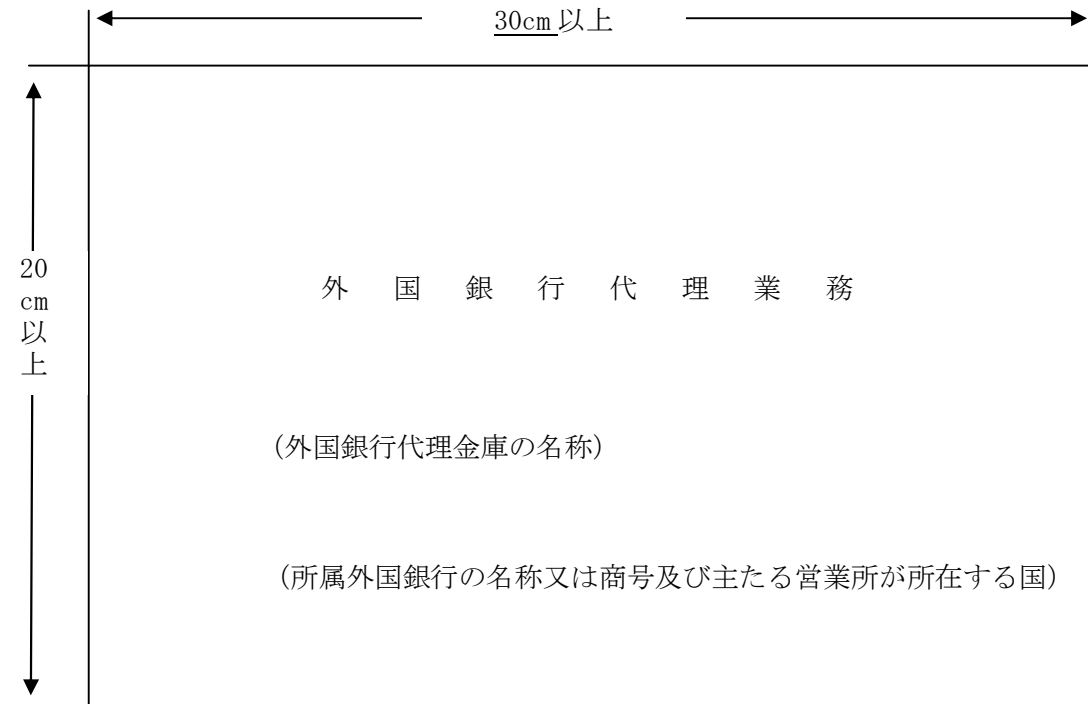 30cm以上
20
cm
以
上
外国銀行代理業務
(外国銀行代理金庫の名称)
(所属外国銀行の名称又は商号及び主たる営業所が所在する国)